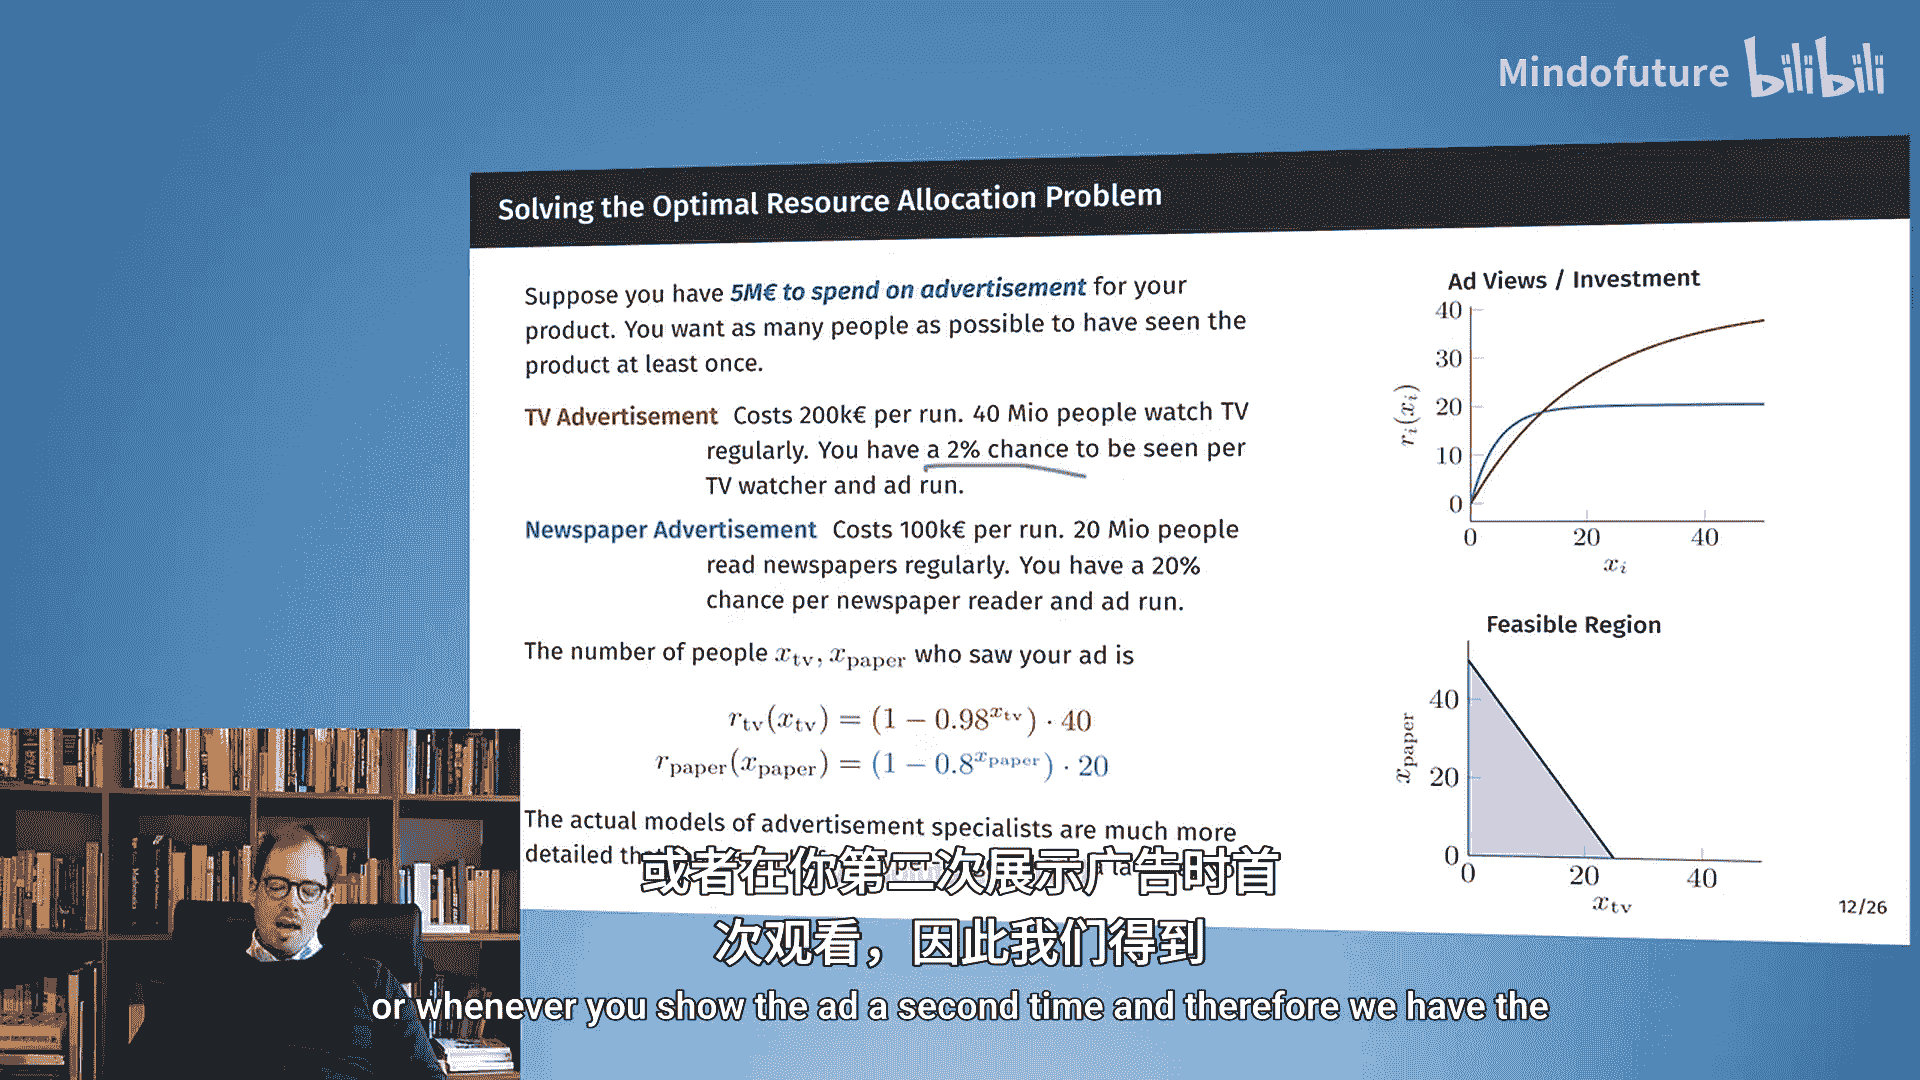 Mindofuture bilibili
Solving the Optimal Resource Allocation Problem
Suppose you have 5M€ to spend on advertisement for your
product. You want as many people as possible to have seen the
product at least once.
TV Advertisement Costs 200k€ per run. 40 Mio people watch TV
regularly. You have a 2% chance to be seen per
TV watcher and ad run.
Newspaper Advertisement Costs 100k€ per run. 20 Mio people
read newspapers regularly. You have a 20%
chance per newspaper reader and ad run.
The number of people x_tv, x_paper who saw your ad is
r_tv(x_tv) = (1 − 0.98^x_tv) · 40
r_paper(x_paper) = (1 − 0.8^x_paper) · 20
The actual models of advertisement specialists are much more
detailed
Ad Views / Investment
40
30
20
10
0
r_i(x_i)
0 20 40
x_i
Feasible Region
40
20
0
x_paper
0 20 40
x_tv
12/26
或者在你第二次展示广告时首
次观看，因此我们得到
or whenever you show the ad a second time and therefore we have the